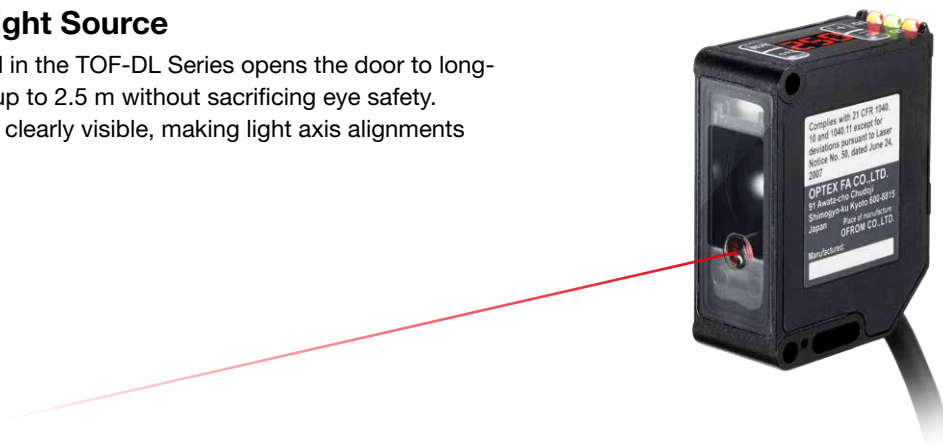 ight Source
l in the TOF-DL Series opens the door to long-
up to 2.5 m without sacrificing eye safety.
clearly visible, making light axis alignments
250
Complies with 21 CFR 1040.
10 and 1040.11 except for
deviations pursuant to Laser
Notice No. 50, dated June 24,
2007
OPTEX FA CO.,LTD.
91 Awata-cho Chudoji
Shimogyo-ku Kyoto 600-8815
Japan Place of manufacture :
OFROM CO.,LTD.
Manufactured: